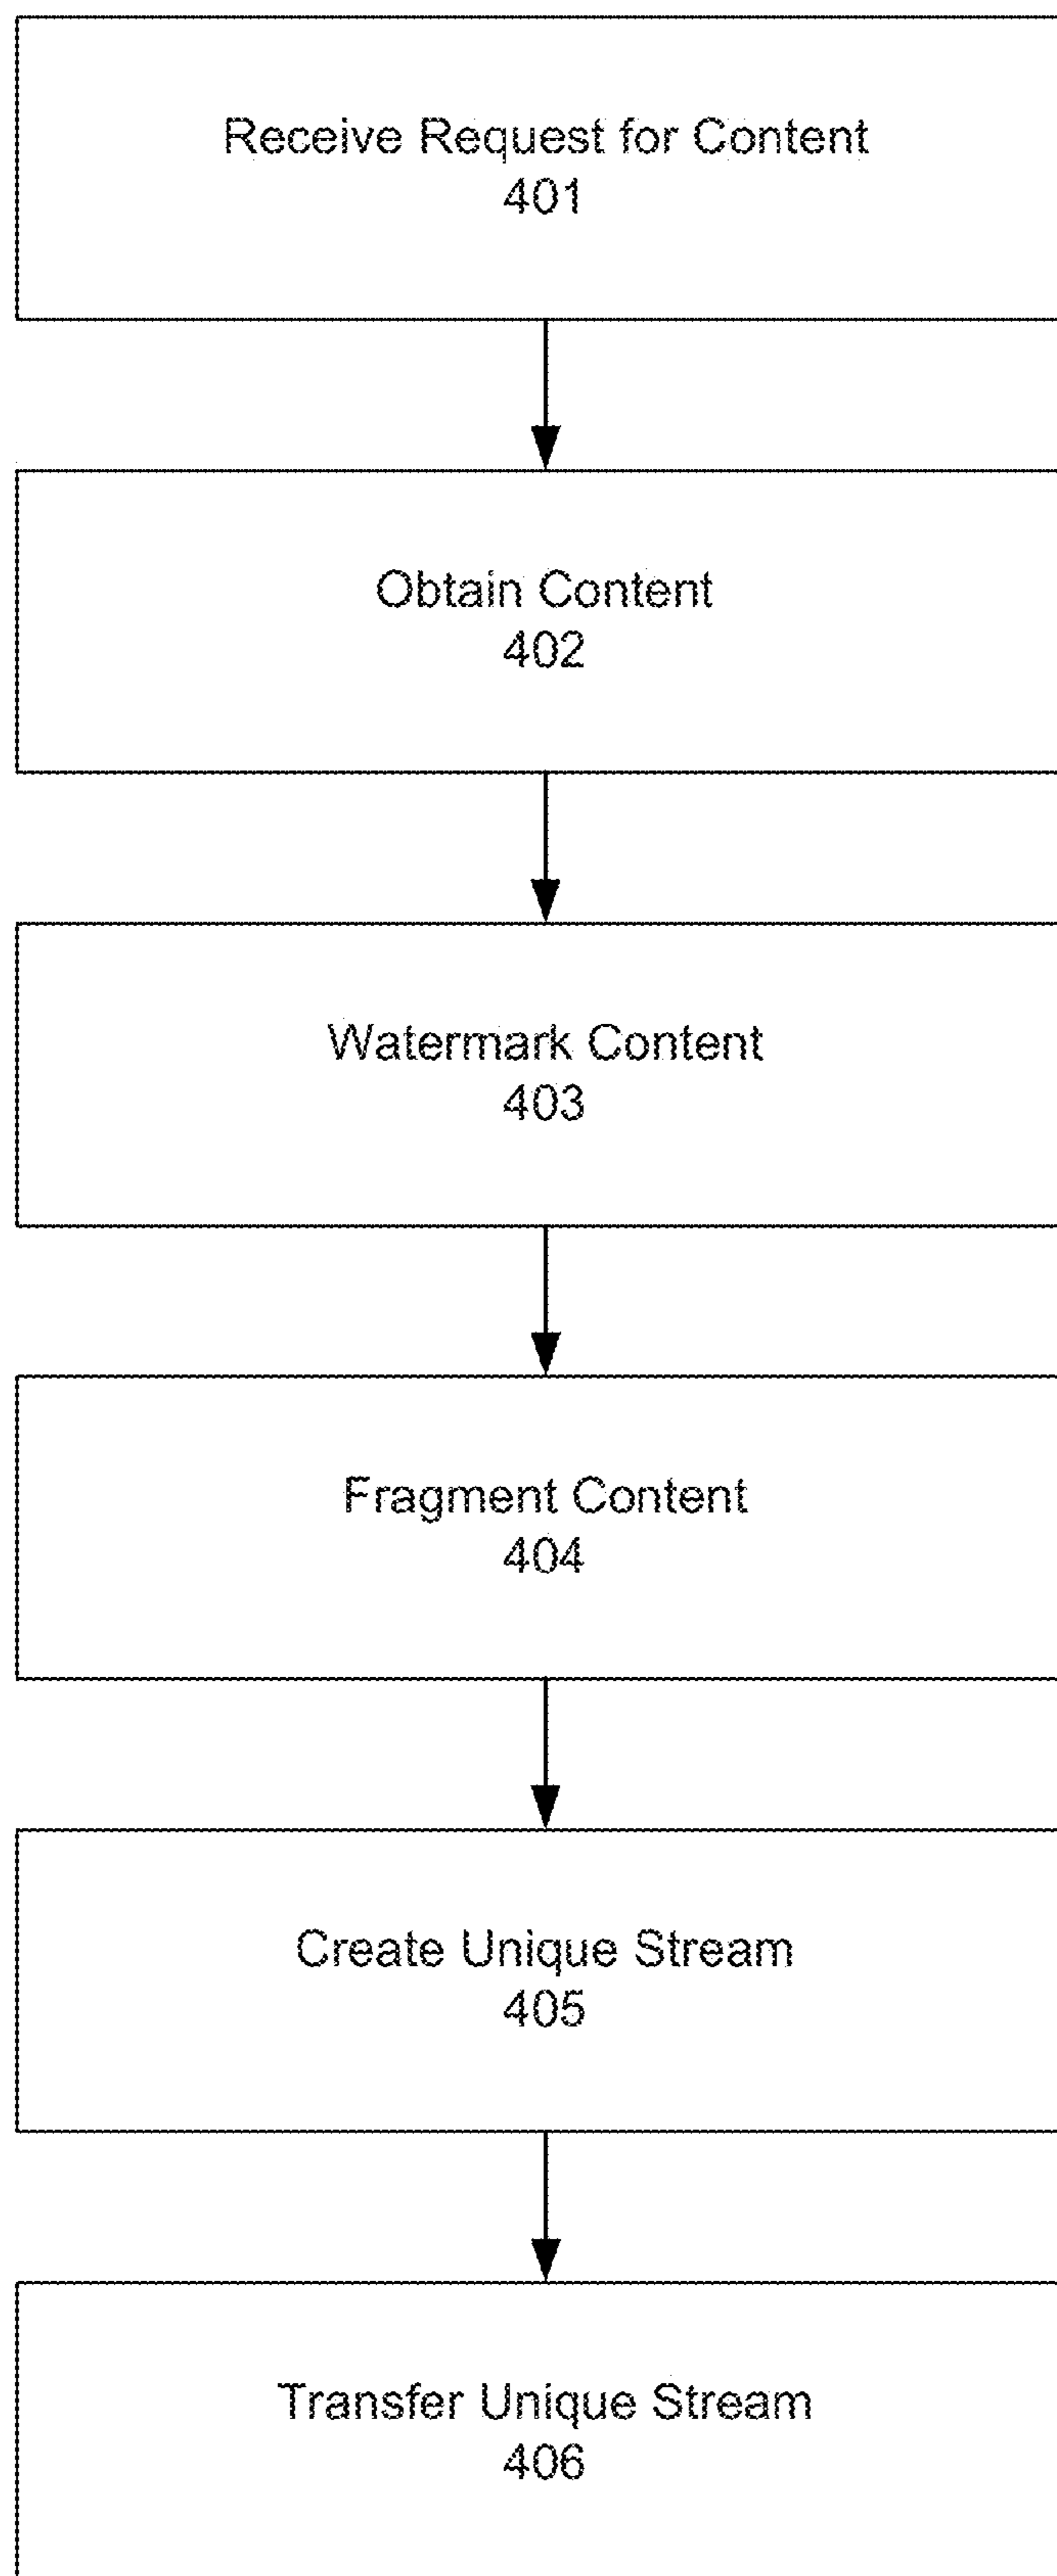 Receive Request for Content
401
Obtain Content
402
Watermark Content
403
Fragment Content
404
Create Unique Stream
405
Transfer Unique Stream
406